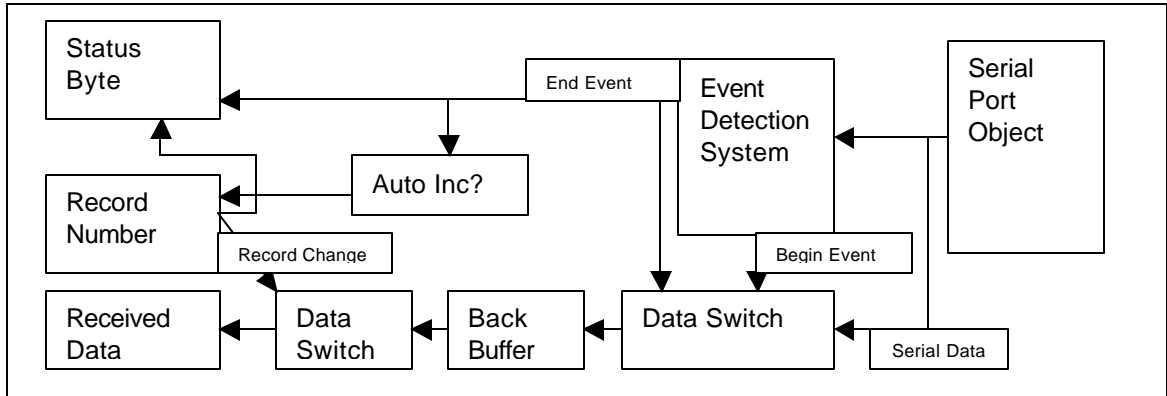 Status
Byte
End Event
Event
Detection
System
Serial
Port
Object
Auto Inc?
Record
Number
Record Change
Begin Event
Received
Data
Data
Switch
Back
Buffer
Data Switch
Serial Data